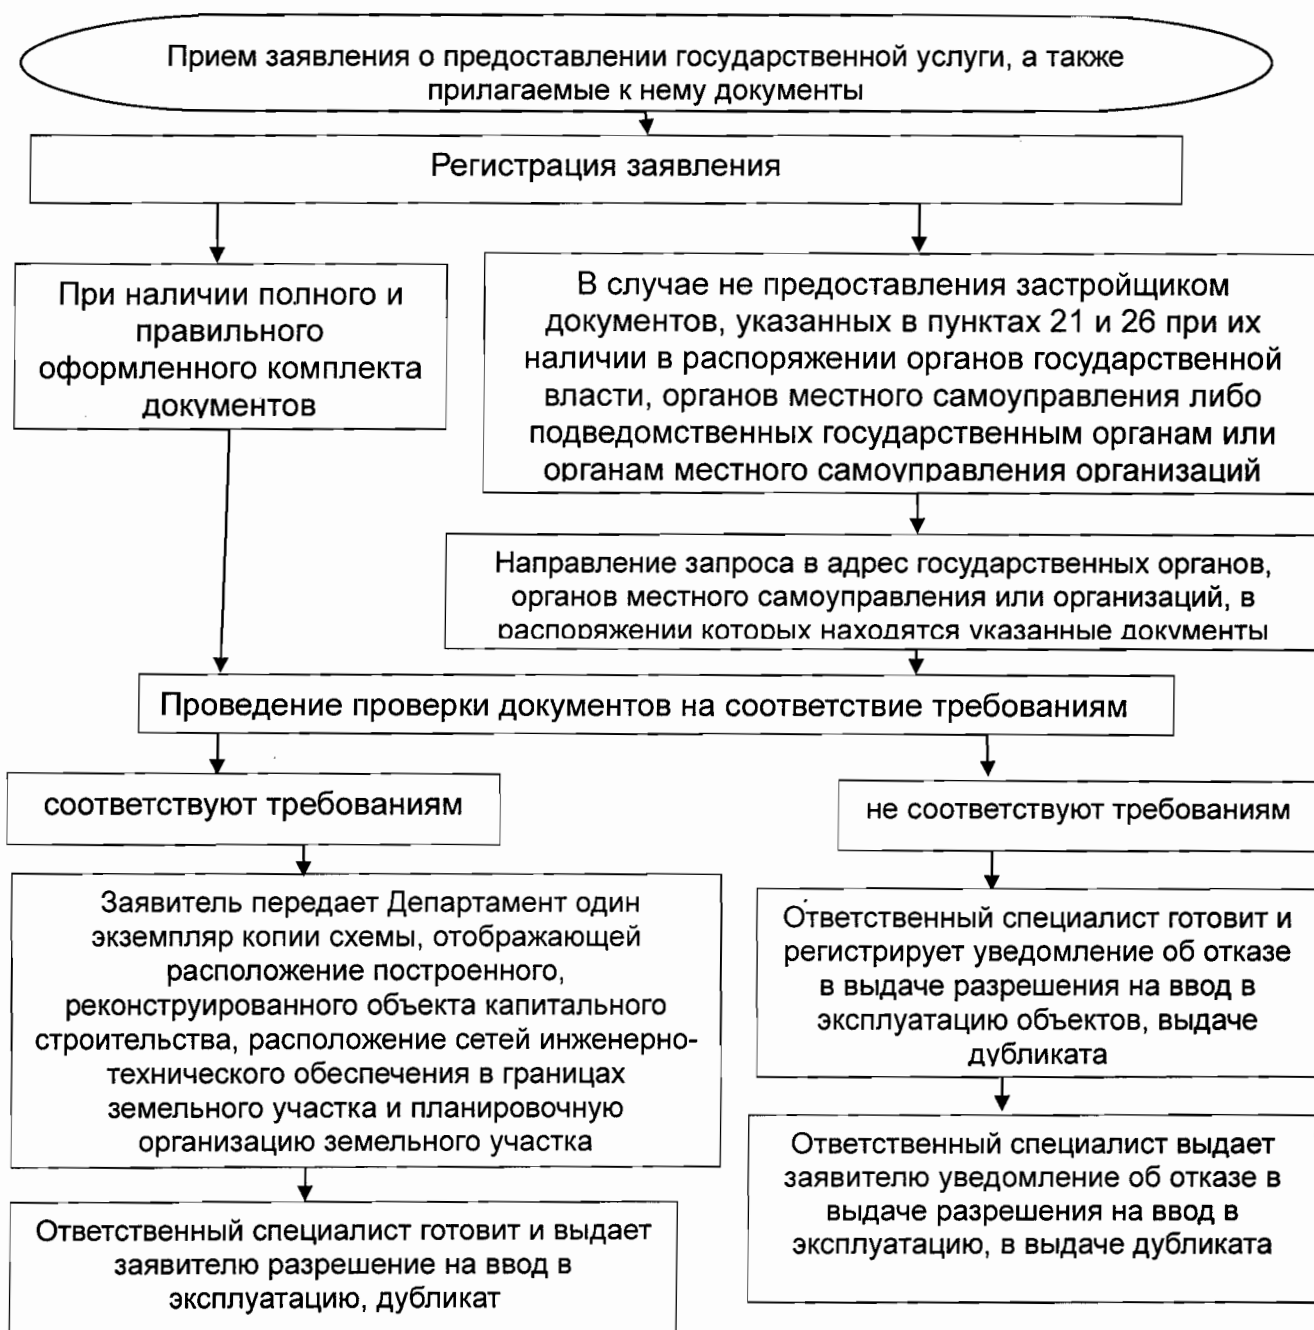 Прием заявления о предоставлении государственной услуги, а также
прилагаемые к нему документы
Регистрация заявления
При наличии полного и
правильного
оформленного комплекта
документов
В случае не предоставления застройщиком
документов, указанных в пунктах 21 и 26 при их
наличии в распоряжении органов государственной
власти, органов местного самоуправления либо
подведомственных государственным органам или
органам местного самоуправления организаций
Направление запроса в адрес государственных органов,
органов местного самоуправления или организаций, в
распоряжении которых находятся указанные документы
Проведение проверки документов на соответствие требованиям
соответствуют требованиям
не соответствуют требованиям
Заявитель передает Департамент один
экземпляр копии схемы, отображающей
расположение построенного,
реконструированного объекта капитального
строительства, расположение сетей инженерно-
технического обеспечения в границах
земельного участка и планировочную
организацию земельного участка
Ответственный специалист готовит и выдает
заявителю разрешение на ввод в
эксплуатацию, дубликат
Ответственный специалист готовит и
регистрирует уведомление об отказе
в выдаче разрешения на ввод в
эксплуатацию объектов, выдаче
дубликата
Ответственный специалист выдает
заявителю уведомление об отказе в
выдаче разрешения на ввод в
эксплуатацию, в выдаче дубликата